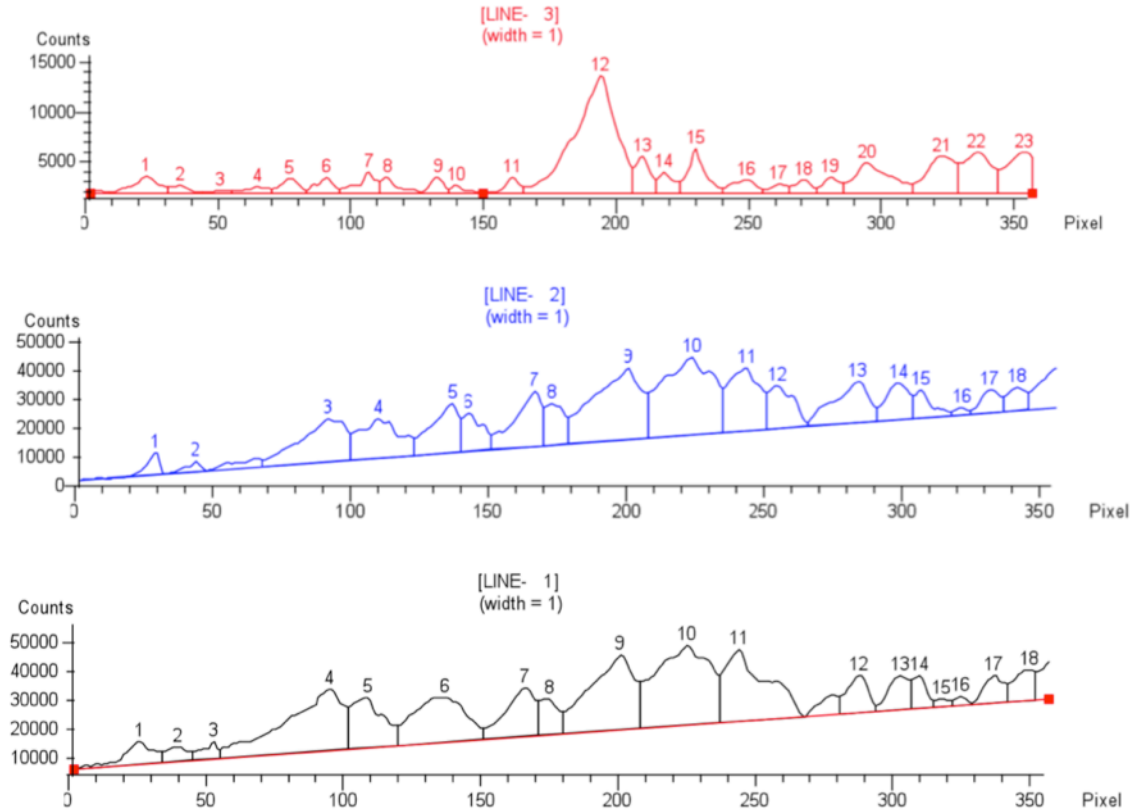 [LINE- 3]
(width = 1)
Counts
15000
10000
5000
1 2 3 4 5 6 7 8 9 10 11 12 13 14 15 16 17 18 19 20 21 22 23
0 50 100 150 200 250 300 350 Pixel
[LINE- 2]
(width = 1)
Counts
50000
40000
30000
20000
10000
0
1 2 3 4 5 6 7 8 9 10 11 12 13 14 15 16 17 18
0 50 100 150 200 250 300 350 Pixel
[LINE- 1]
(width = 1)
Counts
50000
40000
30000
20000
10000
1 2 3 4 5 6 7 8 9 10 11 12 13 14 15 16 17 18
0 50 100 150 200 250 300 350 Pixel